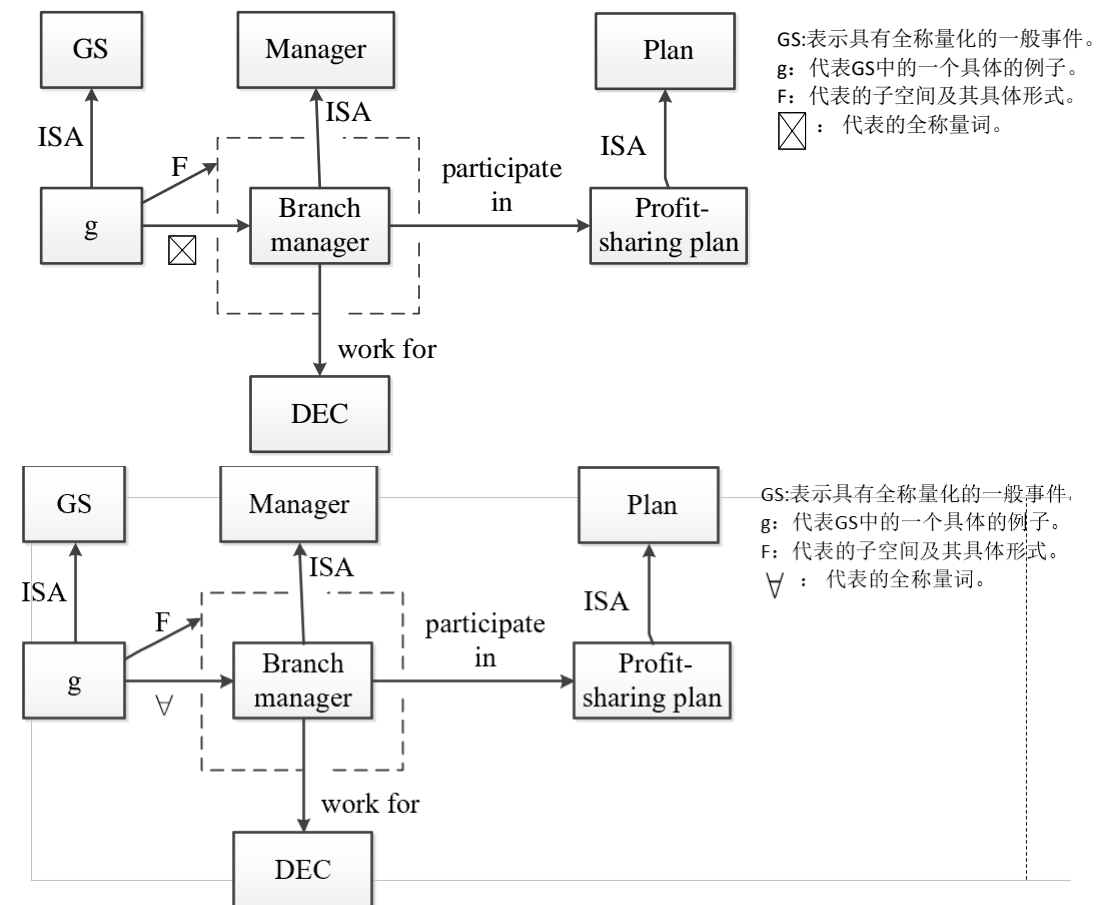 GS
Manager
Plan
GS:表示具有全称量化的一般事件。
g：代表GS中的一个具体的例子。
F：代表的子空间及其具体形式。
： 代表的全称量词。
ISA
ISA
ISA
F
participate
in
g
Branch
manager
Profit-
sharing plan
work for
DEC
GS
Manager
Plan
GS:表示具有全称量化的一般事件
g：代表GS中的一个具体的例子。
F：代表的子空间及其具体形式。
∀ ： 代表的全称量词。
ISA
ISA
ISA
F
participate
in
g
∀
Branch
manager
Profit-
sharing plan
work for
DEC